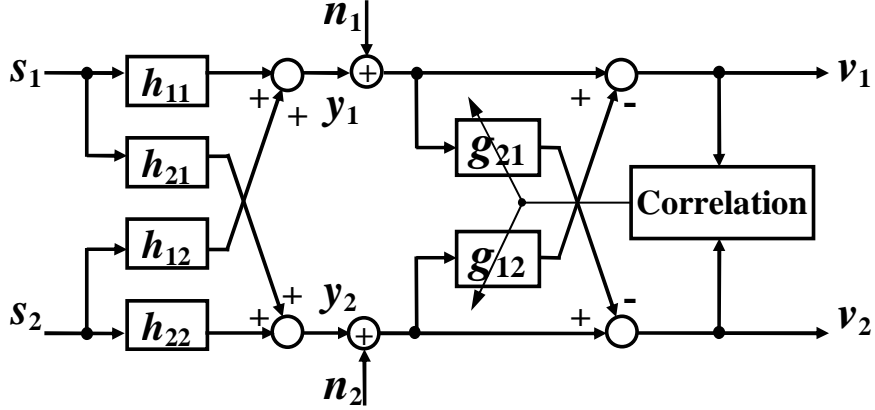 n₁
s₁ h₁₁ + + + y₁ + - v₁
h₂₁ g₂₁
Correlation
h₁₂ g₁₂
s₂ h₂₂ + + y₂ + + - v₂
n₂